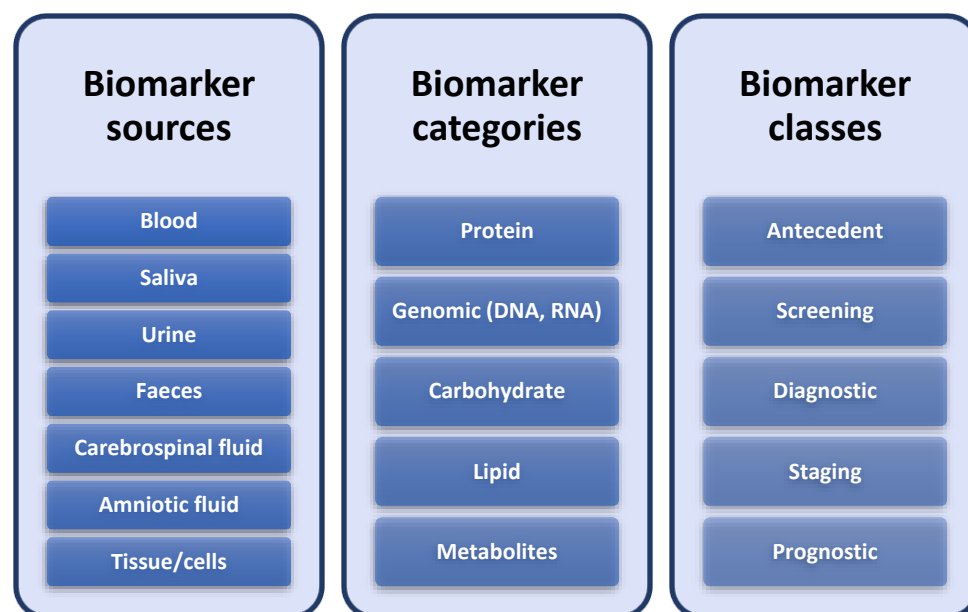 Biomarker
sources
Blood
Saliva
Urine
Faeces
Carebrospinal fluid
Amniotic fluid
Tissue/cells
Biomarker
categories
Protein
Genomic (DNA, RNA)
Carbohydrate
Lipid
Metabolites
Biomarker
classes
Antecedent
Screening
Diagnostic
Staging
Prognostic